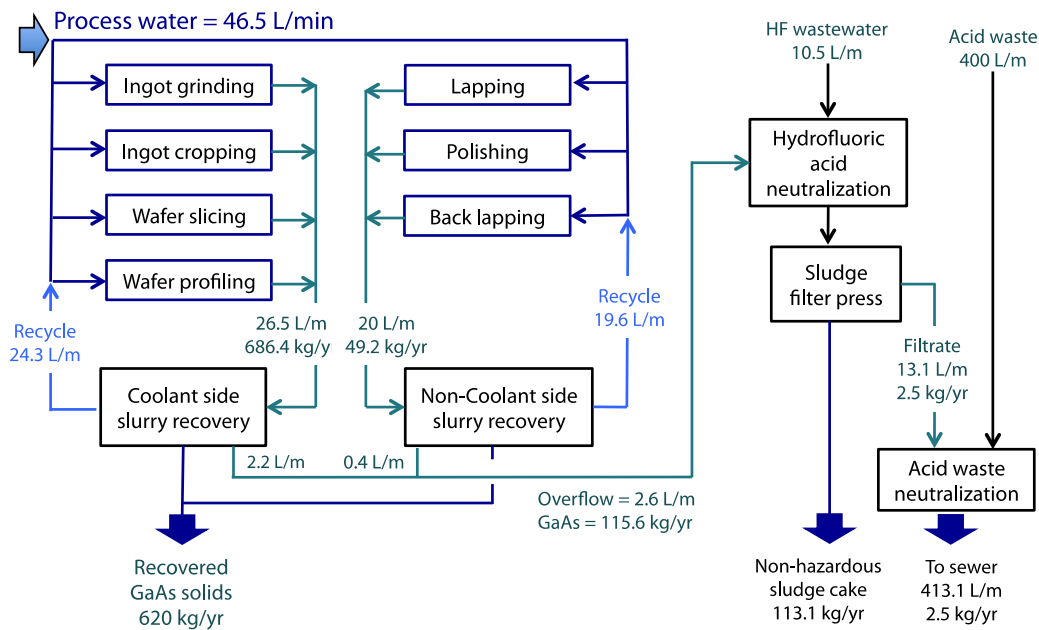 Process water = 46.5 L/min
Ingot grinding
Ingot cropping
Wafer slicing
Wafer profiling
Lapping
Polishing
Back lapping
Recycle
24.3 L/m
26.5 L/m
686.4 kg/yr
20 L/m
49.2 kg/yr
Recycle
19.6 L/m
Coolant side
slurry recovery
Non-Coolant side
slurry recovery
2.2 L/m
0.4 L/m
Overflow = 2.6 L/m
GaAs = 115.6 kg/yr
Recovered
GaAs solids
620 kg/yr
HF wastewater
10.5 L/m
Acid waste
400 L/m
Hydrofluoric
acid
neutralization
Sludge
filter press
Filtrate
13.1 L/m
2.5 kg/yr
Acid waste
neutralization
Non-hazardous
sludge cake
113.1 kg/yr
To sewer
413.1 L/m
2.5 kg/yr